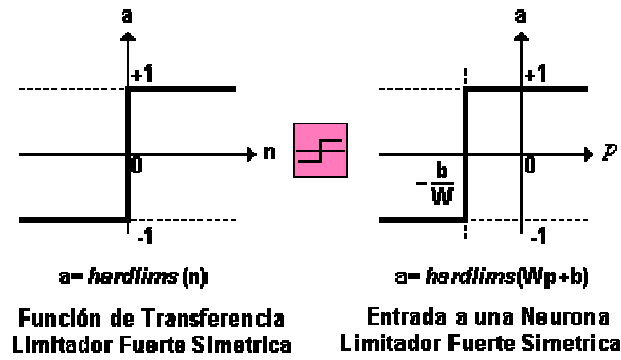 a
+1
n
0
-1
a= hardlims (n)
Función de Transferencia
Limitador Fuerte Simetrica
a
+1
p
0
-b/W
-1
a= hardlims(Wp+b)
Entrada a una Neurona
Limitador Fuerte Simetrica